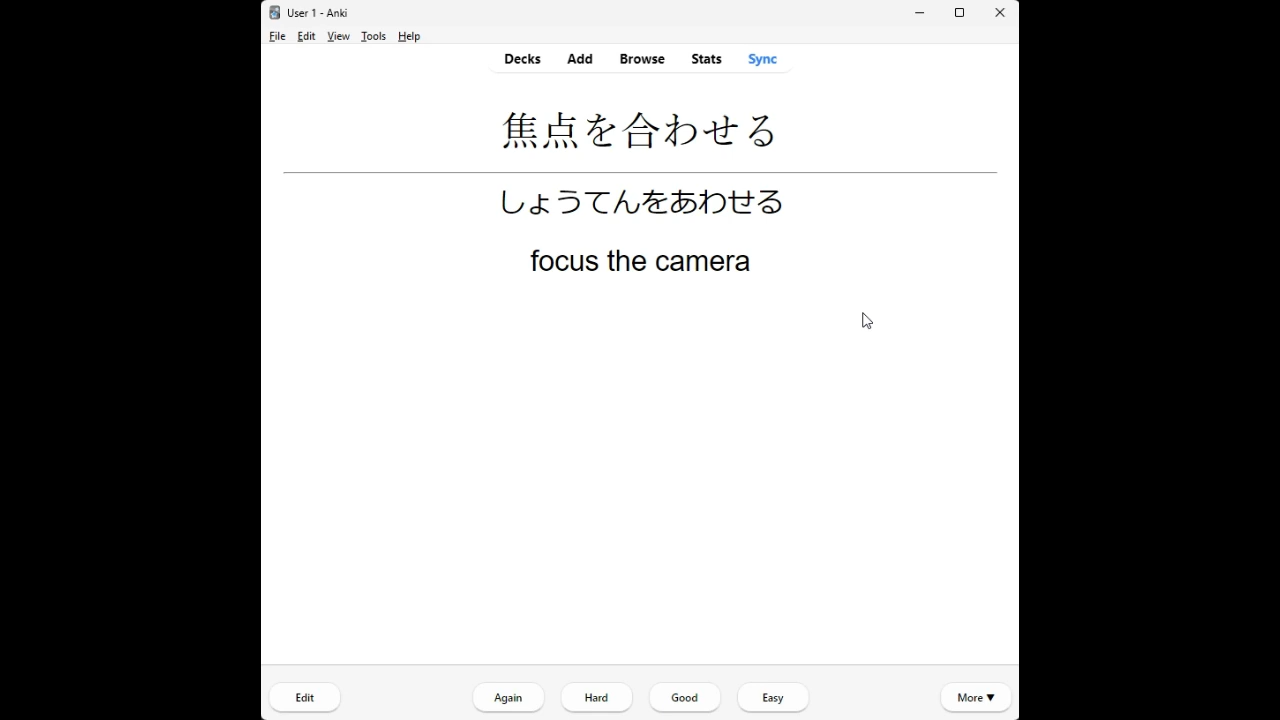 User 1 - Anki
File Edit View Tools Help
Decks Add Browse Stats Sync
焦点を合わせる
しょうてんをあわせる
focus the camera
Edit Again Hard Good Easy More ▼